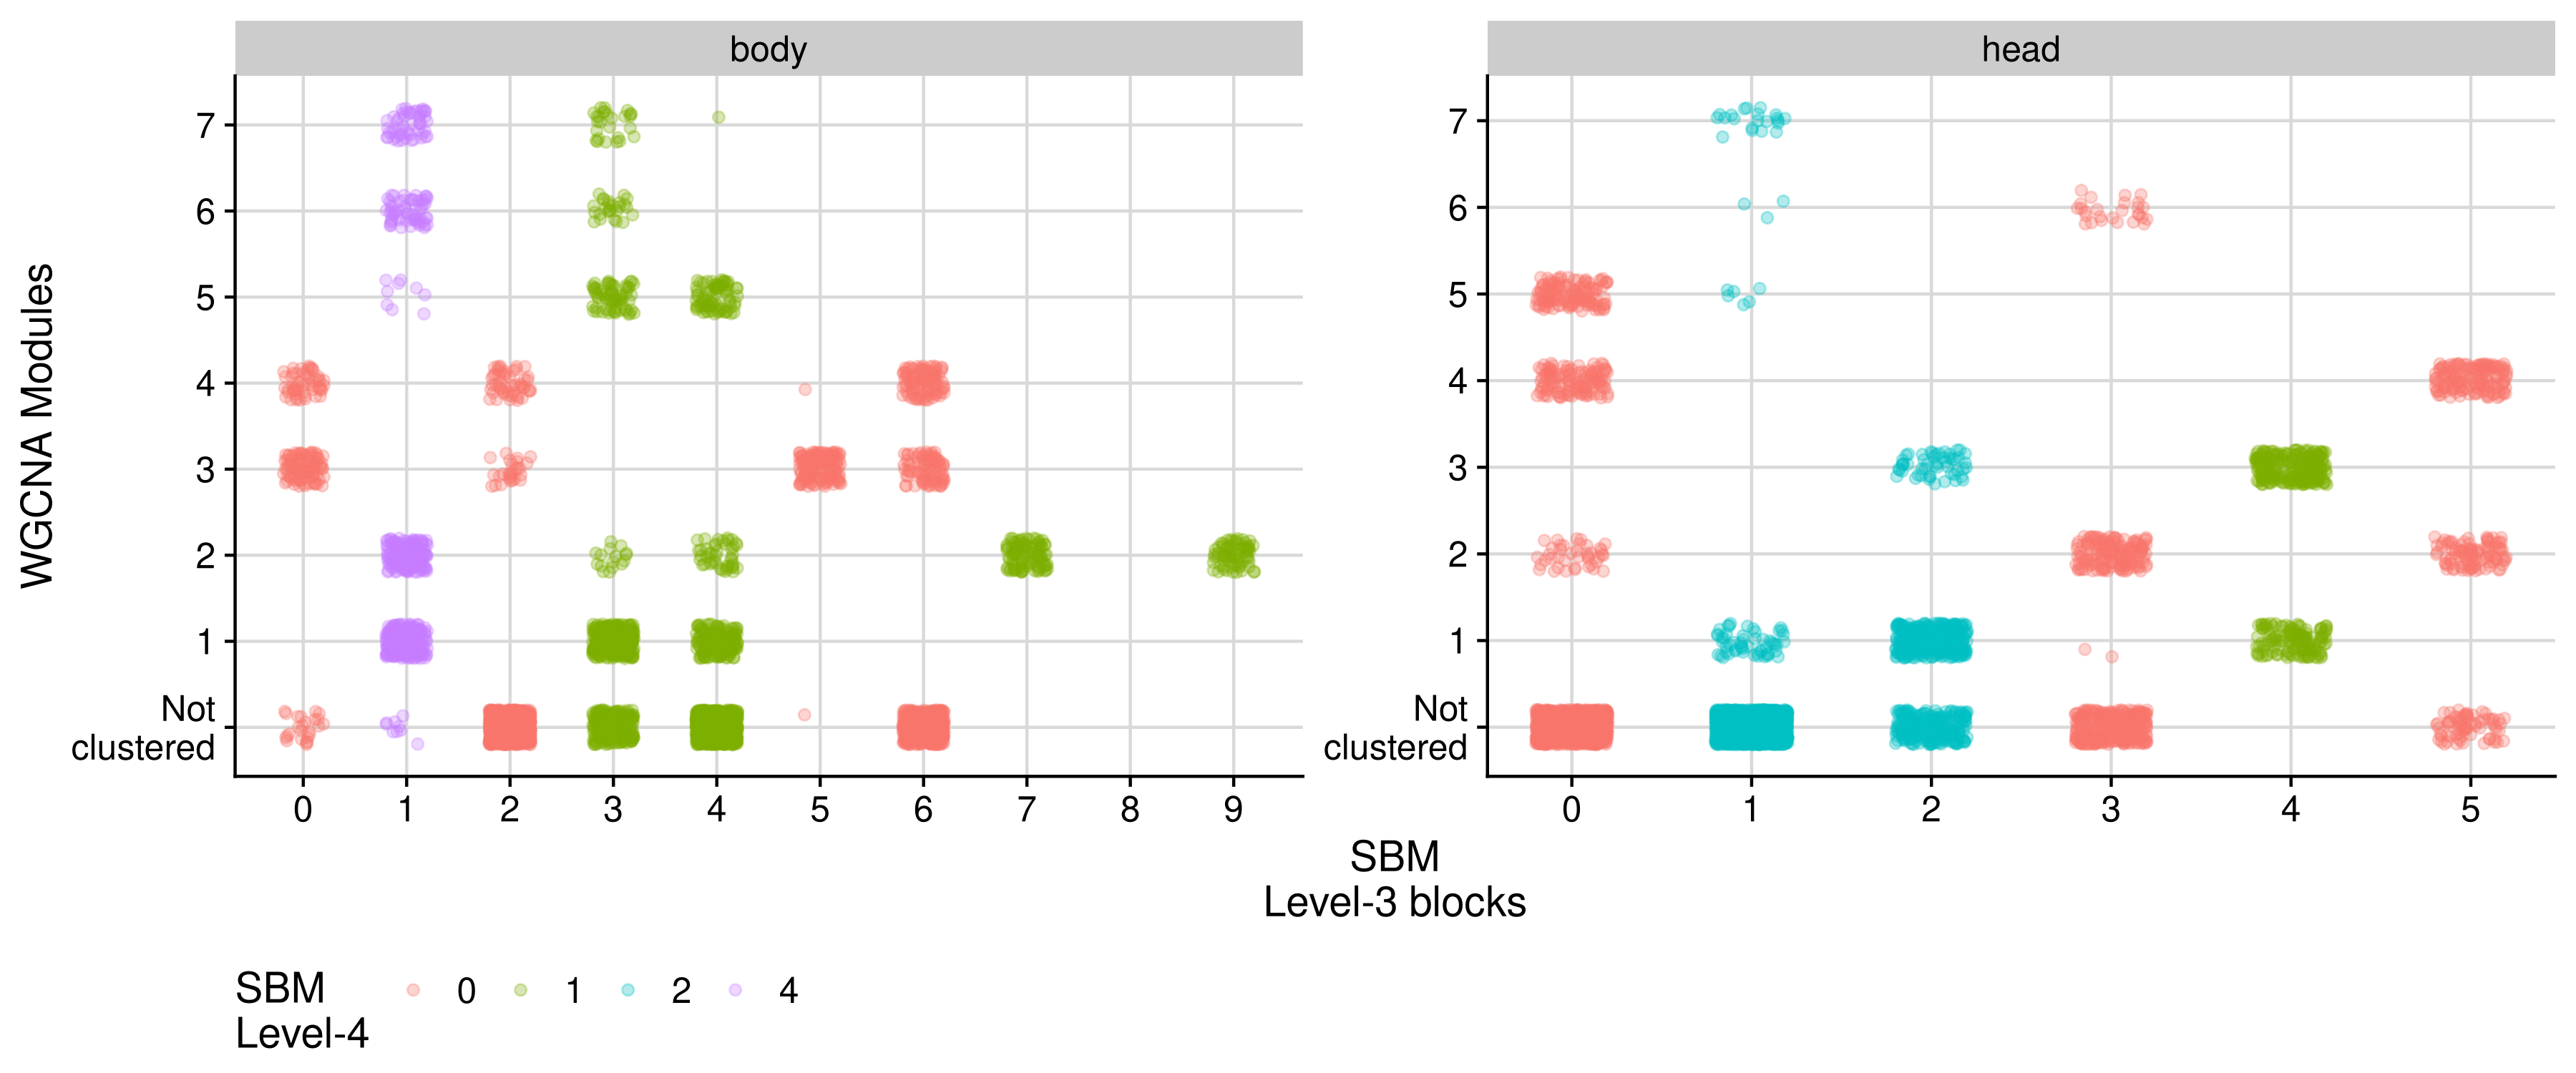 body
head
7
6
5
4
3
2
1
Not
clustered
WGCNA Modules
0 1 2 3 4 5 6 7 8 9
7
6
5
4
3
2
1
Not
clustered
0 1 2 3 4 5
SBM
Level-3 blocks
SBM
Level-4
0 1 2 4